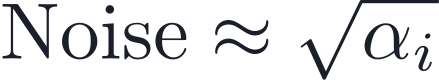 Noise ≈ √αᵢ